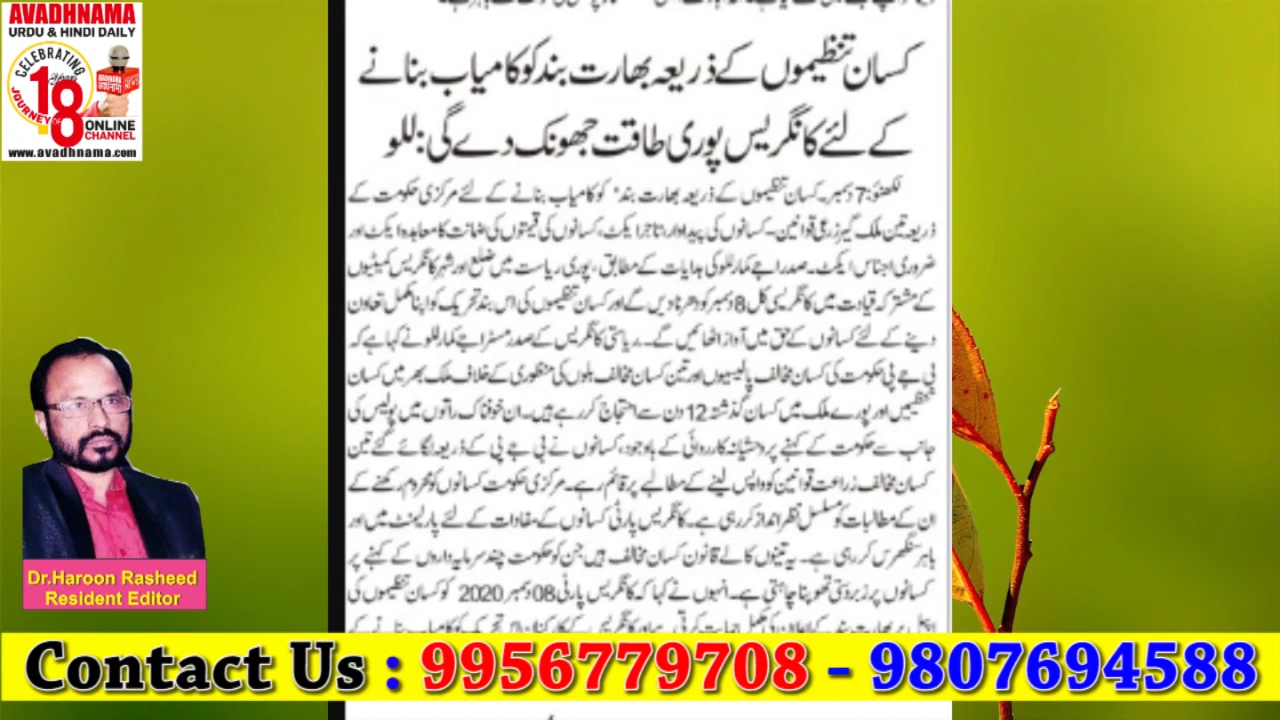 AVADHNAMA
URDU & HINDI DAILY
CELEBRATING
18 Years
JOURNEY OF
AVADHNAMA
NEWS
ONLINE
CHANNEL
www.avadhnama.com
کسان تنظیموں کے ذریعہ بھارت بند کو کامیاب بنانے
کے لئے کانگریس پوری طاقت جھونک دے گی: للو
لکھنؤ: 7 دسمبر۔ کسان تنظیموں کے ذریعہ بھارت بند' کو کامیاب بنانے کے لئے مرکزی حکومت کے
ذریعہ تین ملک گیر زرعی قوانین۔ کسانوں کی پیداوار، تاجر ایکٹ، کسانوں کی قیمتوں کی ضمانت کا معاہدہ ایکٹ اور
ضروری اجناس ایکٹ۔ صدر اجے کمار للو کی ہدایات کے مطابق، پوری ریاست میں ضلع اور شہر کانگریس کمیٹیوں
کے مشترکہ قیادت میں کانگریسی کل 8 دسمبر کو دھرنا دیں گے اور کسان تنظیموں کی اس بند تحریک کو اپنا مکمل تعاون
دینے کے لئے کسانوں کے حق میں آواز اٹھائیں گے۔ ریاستی کانگریس کے صدر مسٹر اجے کمار للو نے کہا ہے کہ
بی جے پی حکومت کی کسان مخالف پالیسیوں اور تین کسان مخالف بلوں کی منظوری کے خلاف ملک بھر میں کسان
تنظیمیں اور پورے ملک میں کسان گذشتہ 12 دن سے احتجاج کر رہے ہیں۔ ان خوفناک راتوں میں پولیس کی
جانب سے حکومت کے کہنے پر وحشیانہ کارروائی کے باوجود، کسانوں نے بی جے پی کے ذریعہ لگائے گئے تین
کسان مخالف زراعت قوانین کو واپس لینے کے مطالبے پر قائم رہے۔ مرکزی حکومت کسانوں کو محروم رکھنے کے
ان کے مطالبات کو مسلسل نظر انداز کر رہی ہے۔ کانگریس پارٹی کسانوں کے مفادات کے لئے پارلیمنٹ میں اور
باہر سنگھرس کر رہی ہے۔ یہ تینوں کالے قانون کسان مخالف ہیں جن کو حکومت چند سرمایہ داروں کے کہنے پر
کسانوں پر زبردستی تھوپنا چاہتی ہے۔ انہوں نے کہا کہ کانگریس پارٹی 08 دسمبر 2020 کو کسان تنظیموں کی
Dr.Haroon Rasheed
Resident Editor
Contact Us : 9956779708 - 9807694588